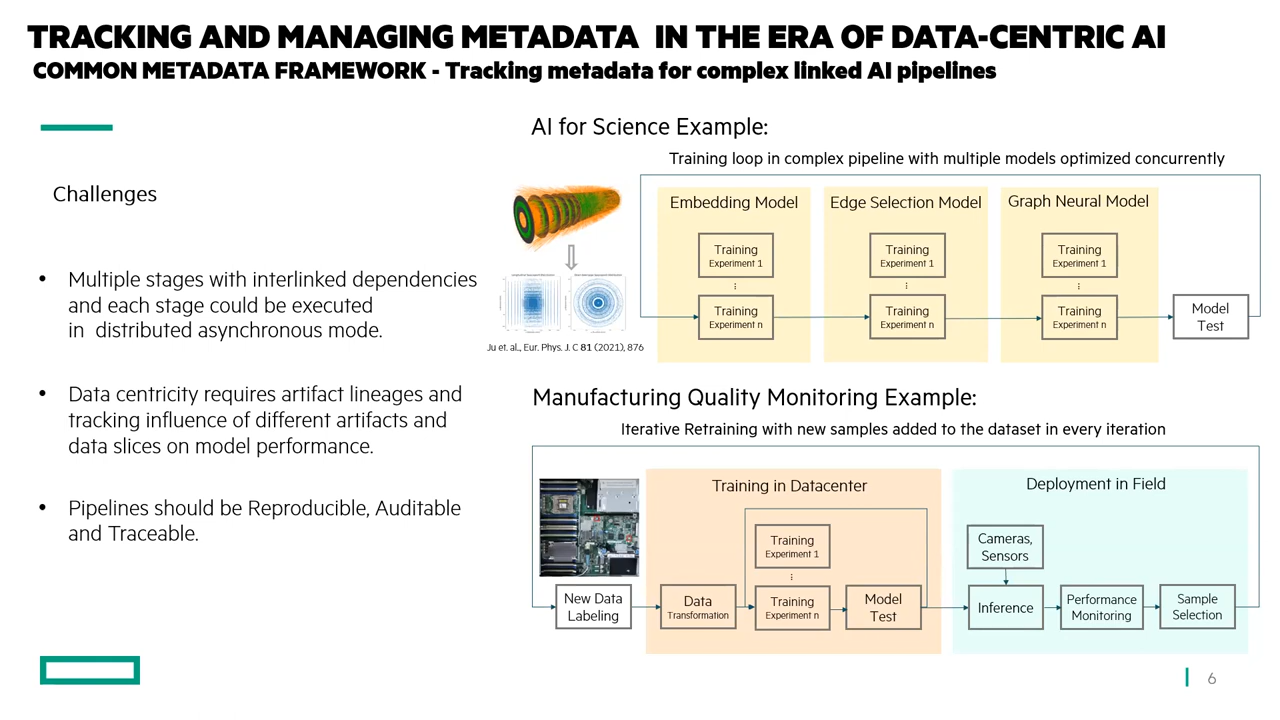 TRACKING AND MANAGING METADATA  IN THE ERA OF DATA-CENTRIC AI
COMMON METADATA FRAMEWORK - Tracking metadata for complex linked AI pipelines
Challenges
• Multiple stages with interlinked dependencies
and each stage could be executed
in  distributed asynchronous mode.
• Data centricity requires artifact lineages and
tracking influence of different artifacts and
data slices on model performance.
• Pipelines should be Reproducible, Auditable
and Traceable.
AI for Science Example:
Training loop in complex pipeline with multiple models optimized concurrently
Ju et. al., Eur. Phys. J. C 81 (2021), 876
Embedding Model
Training
Experiment 1
⋮
Training
Experiment n
Edge Selection Model
Training
Experiment 1
⋮
Training
Experiment n
Graph Neural Model
Training
Experiment 1
⋮
Training
Experiment n
Model
Test
Manufacturing Quality Monitoring Example:
Iterative Retraining with new samples added to the dataset in every iteration
New Data
Labeling
Training in Datacenter
Data
Transformation
Training
Experiment 1
⋮
Training
Experiment n
Model
Test
Deployment in Field
Cameras,
Sensors
Inference
Performance
Monitoring
Sample
Selection
6